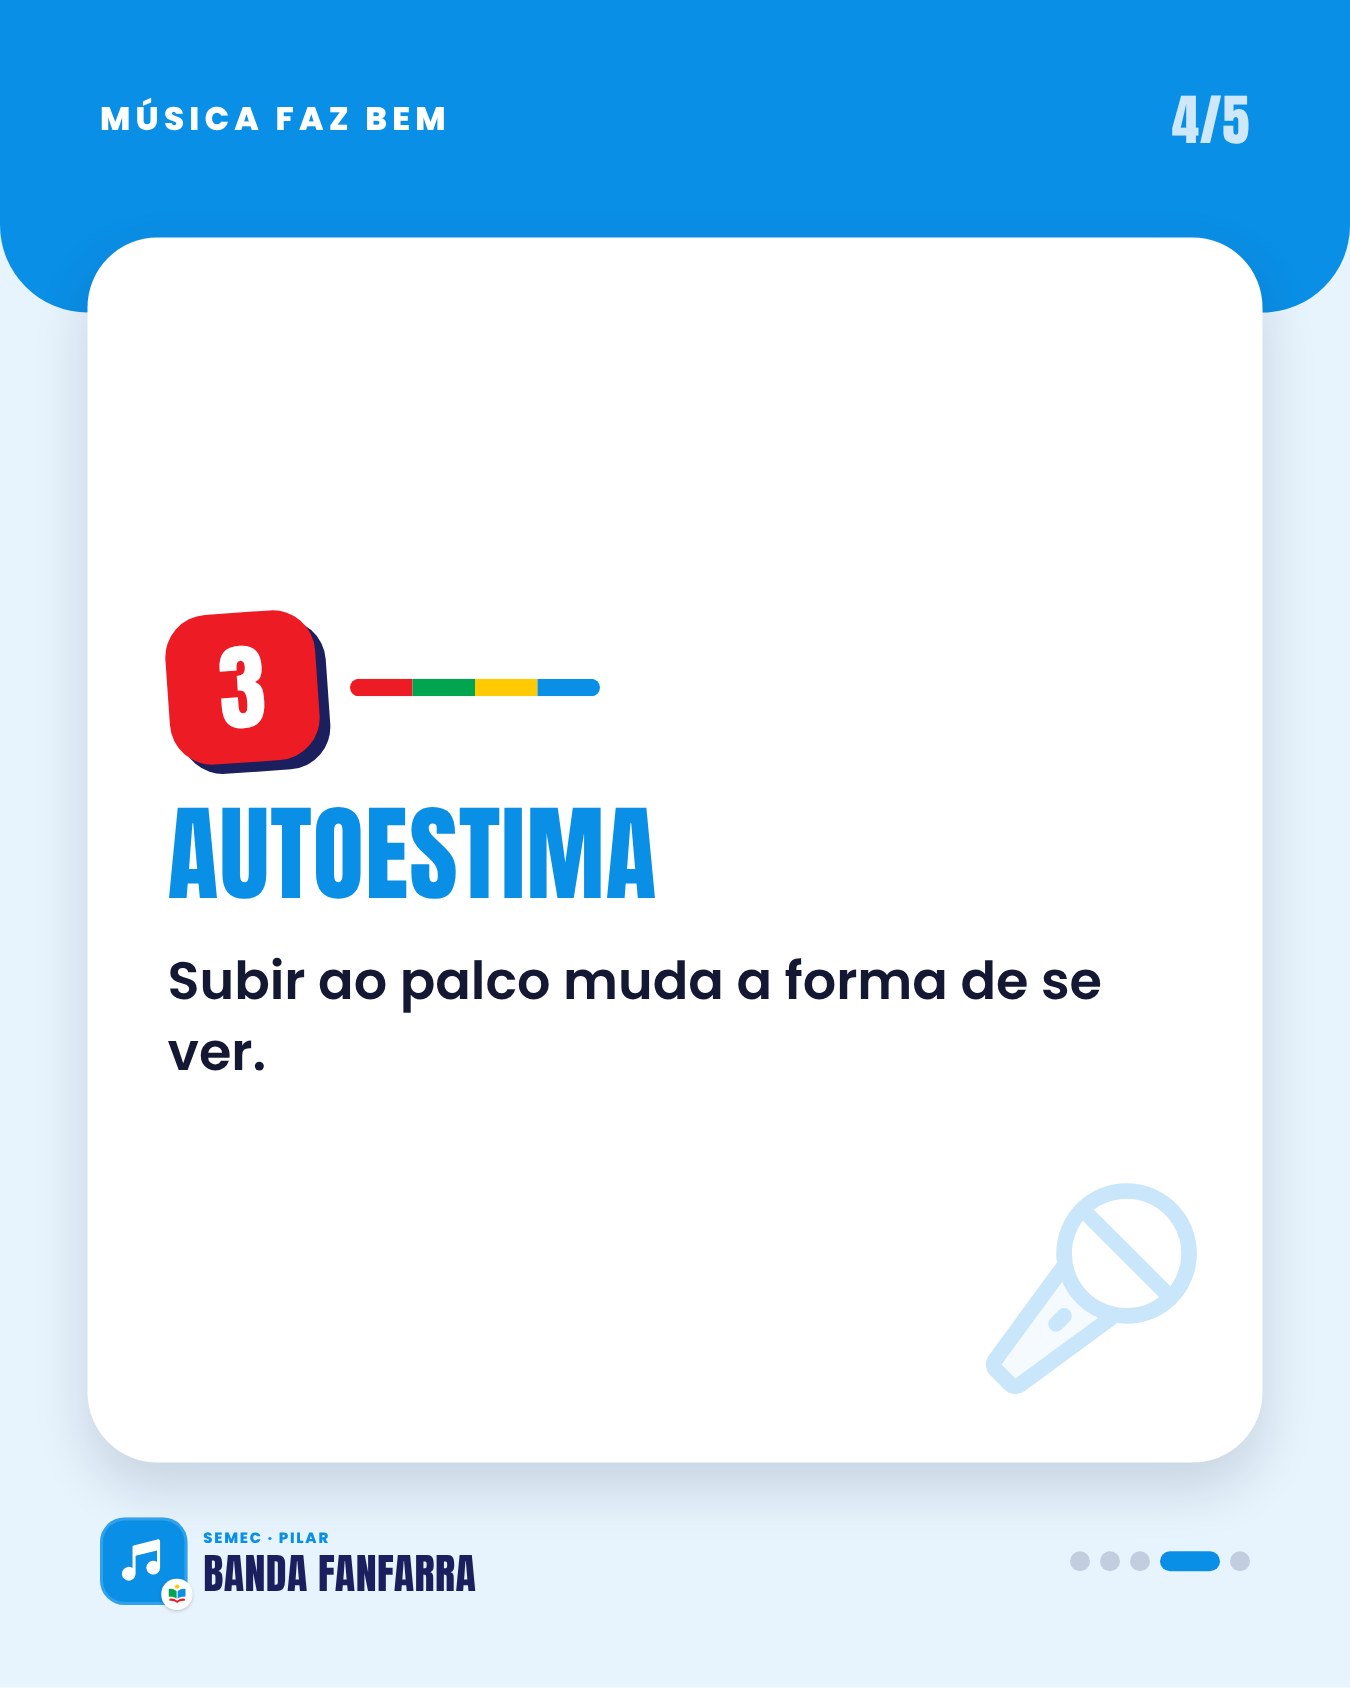 MÚSICA FAZ BEM
4/5
3
AUTOESTIMA
Subir ao palco muda a forma de se
ver.
SEMEC · PILAR
BANDA FANFARRA